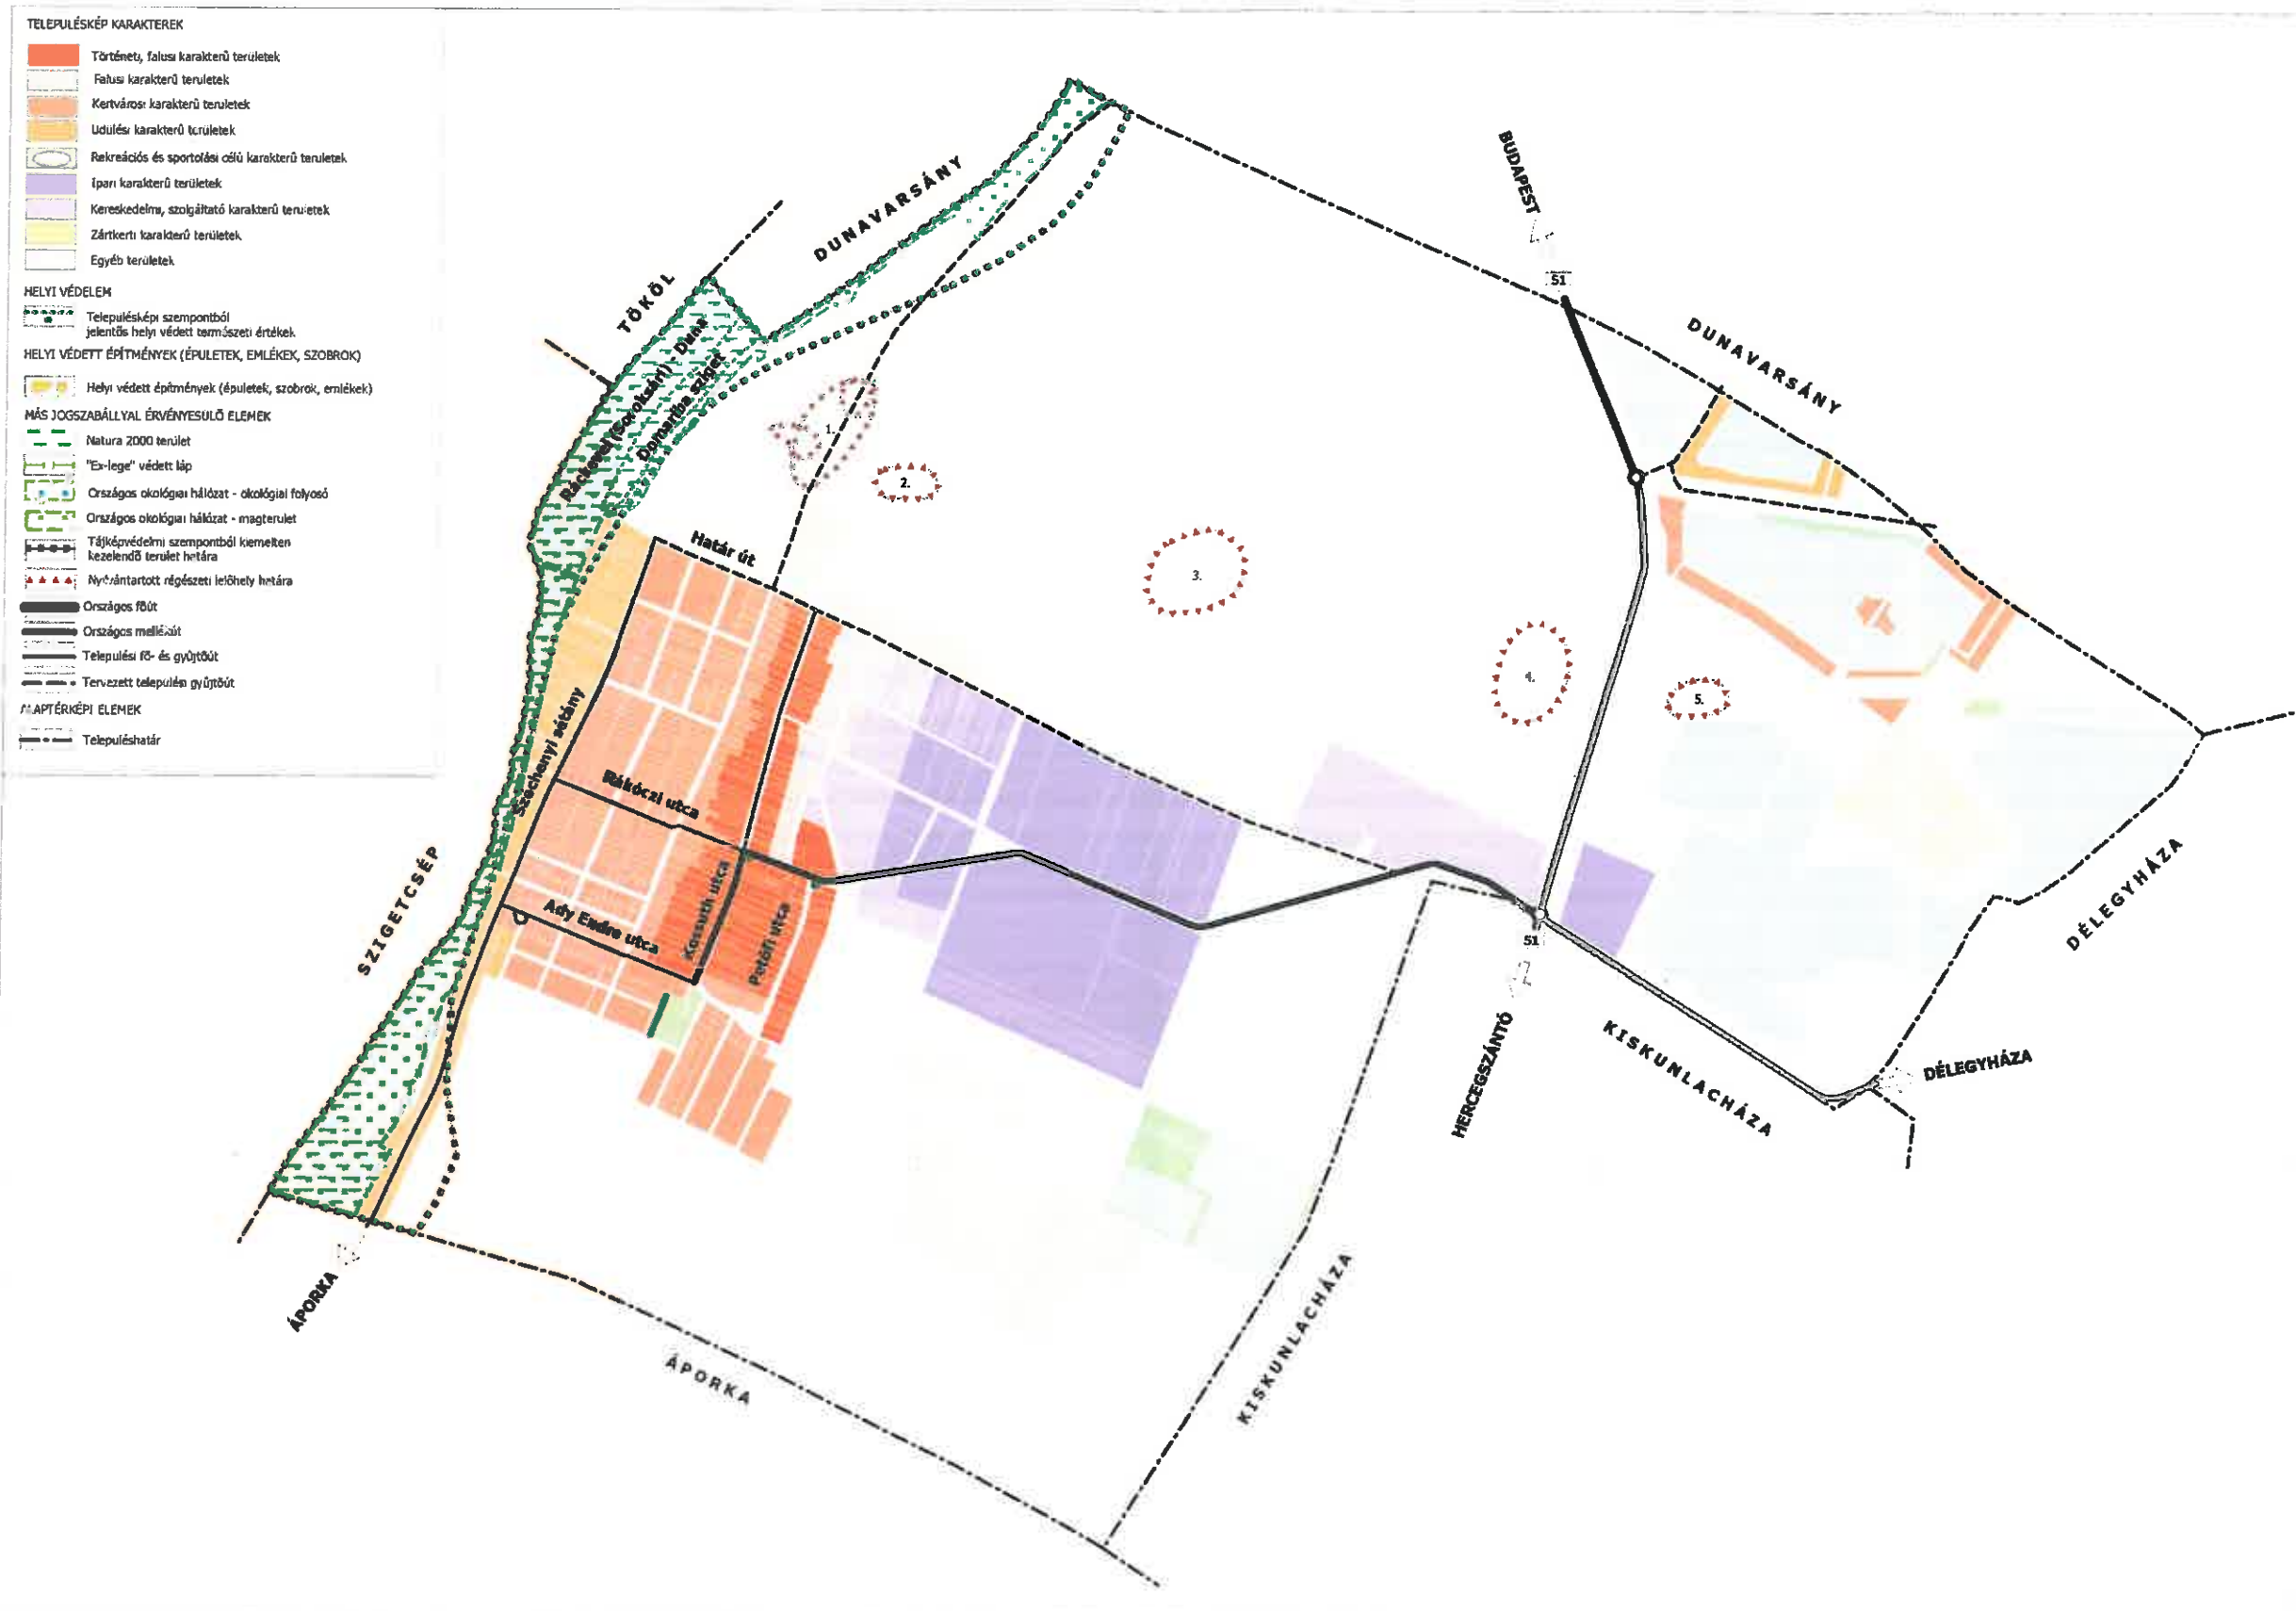 TELEPÜLÉSKÉP KARAKTEREK
Történeti, falusi karakterű területek
Falusi karakterű területek
Kertvárosi karakterű területek
Üdülési karakterű területek
Rekreációs és sportolási célú karakterű területek
Ipari karakterű területek
Kereskedelmi, szolgáltató karakterű területek
Zártkerti karakterű területek
Egyéb területek
HELYI VÉDELEM
Településképi szempontból
jelentős helyi védett természeti értékek
HELYI VÉDETT ÉPÍTMÉNYEK (ÉPÜLETEK, EMLÉKEK, SZOBROK)
Helyi védett építmények (épületek, szobrok, emlékek)
MÁS JOGSZABÁLLYAL ÉRVÉNYESÜLŐ ELEMEK
Natura 2000 terület
"Ex-lege" védett láp
Országos ökológiai hálózat - ökológiai folyosó
Országos ökológiai hálózat - magterület
Tájképvédelmi szempontból kiemelten
kezelendő terület határa
Nyilvántartott régészeti lelőhely határa
Országos főút
Országos mellékút
Települési fő- és gyűjtőút
Tervezett települési gyűjtőút
ALAPTÉRKÉPI ELEMEK
Településhatár
DUNAVARSÁNY
TÖKÖL
BUDAPEST
51
DUNAVARSÁNY
Ráckevei (Soroksári) - Duna
Domariba sziget
1.
2.
3.
4.
5.
Határ út
Széchenyi sétány
Rákóczi utca
Kossuth utca
Ady Endre utca
Petőfi utca
SZIGETCSÉP
51
HERCEGSZÁNTÓ
KISKUNLACHÁZA
DÉLEGYHÁZA
DÉLEGYHÁZA
ÁPORKA
ÁPORKA
KISKUNLACHÁZA